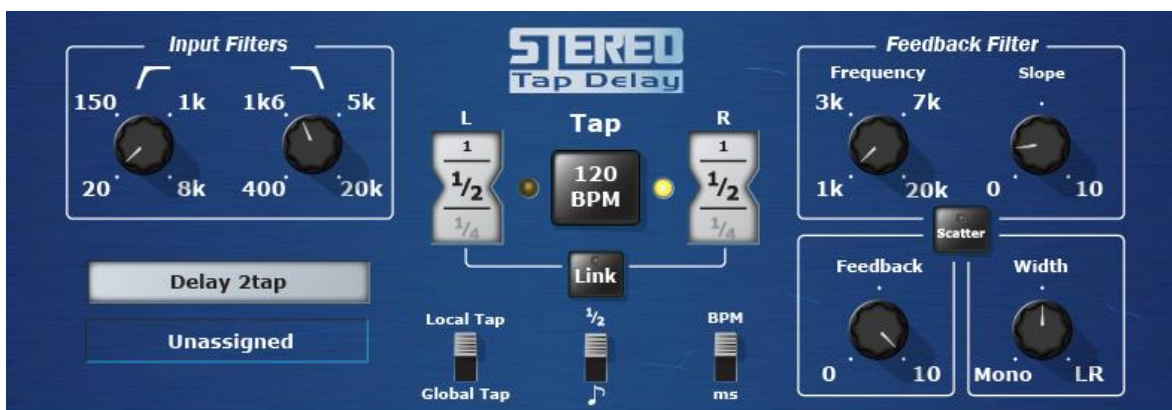 Input Filters
150 1k
20 8k
1k6 5k
400 20k
Delay 2tap
Unassigned
STEREO
Tap Delay
L
1
1/2
1/4
Tap
120
BPM
R
1
1/2
1/4
Link
Local Tap
Global Tap
1/2
♪
BPM
ms
Feedback Filter
Frequency
3k 7k
1k 20k
Slope
0 10
Scatter
Feedback
0 10
Width
Mono LR